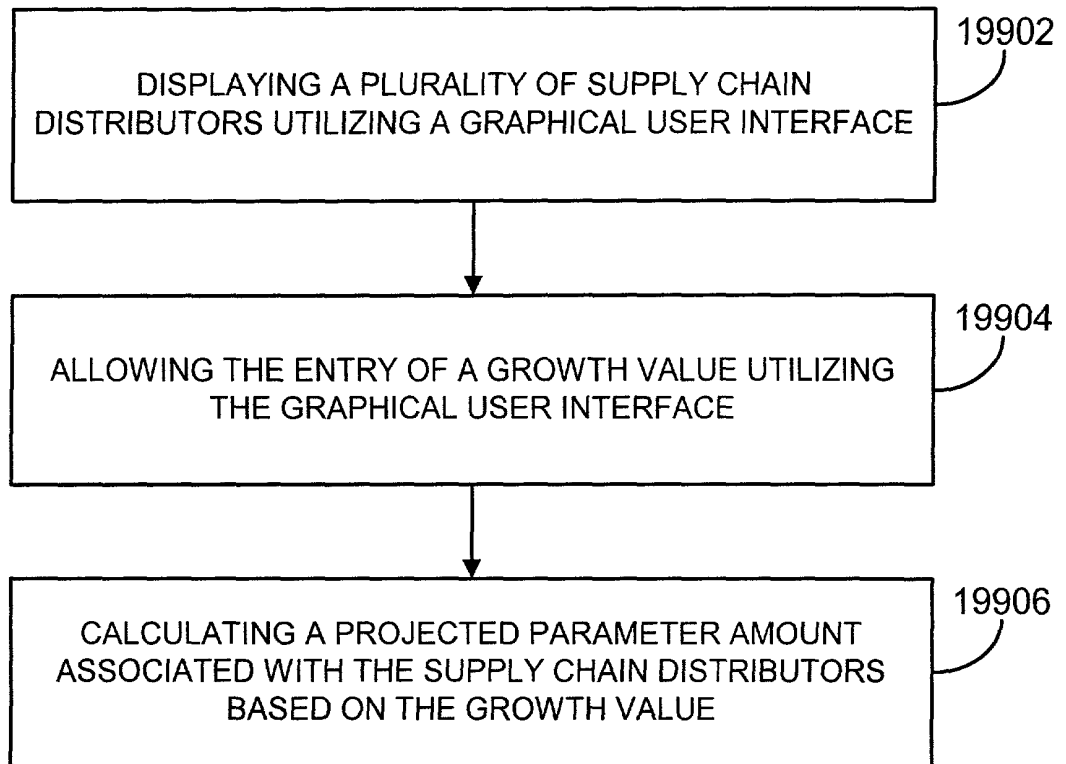 19902
DISPLAYING A PLURALITY OF SUPPLY CHAIN
DISTRIBUTORS UTILIZING A GRAPHICAL USER INTERFACE
19904
ALLOWING THE ENTRY OF A GROWTH VALUE UTILIZING
THE GRAPHICAL USER INTERFACE
19906
CALCULATING A PROJECTED PARAMETER AMOUNT
ASSOCIATED WITH THE SUPPLY CHAIN DISTRIBUTORS
BASED ON THE GROWTH VALUE